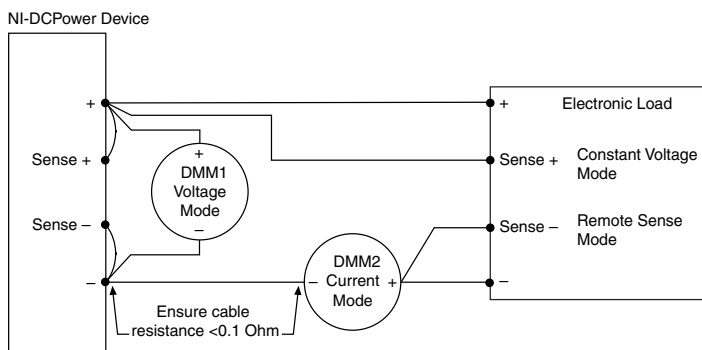 NI-DCPower Device
+
Sense +
Sense –
–
+
DMM1
Voltage
Mode
–
DMM2
– Current +
Mode
Ensure cable
resistance <0.1 Ohm
+ Electronic Load
Sense + Constant Voltage
Mode
Sense – Remote Sense
Mode
–